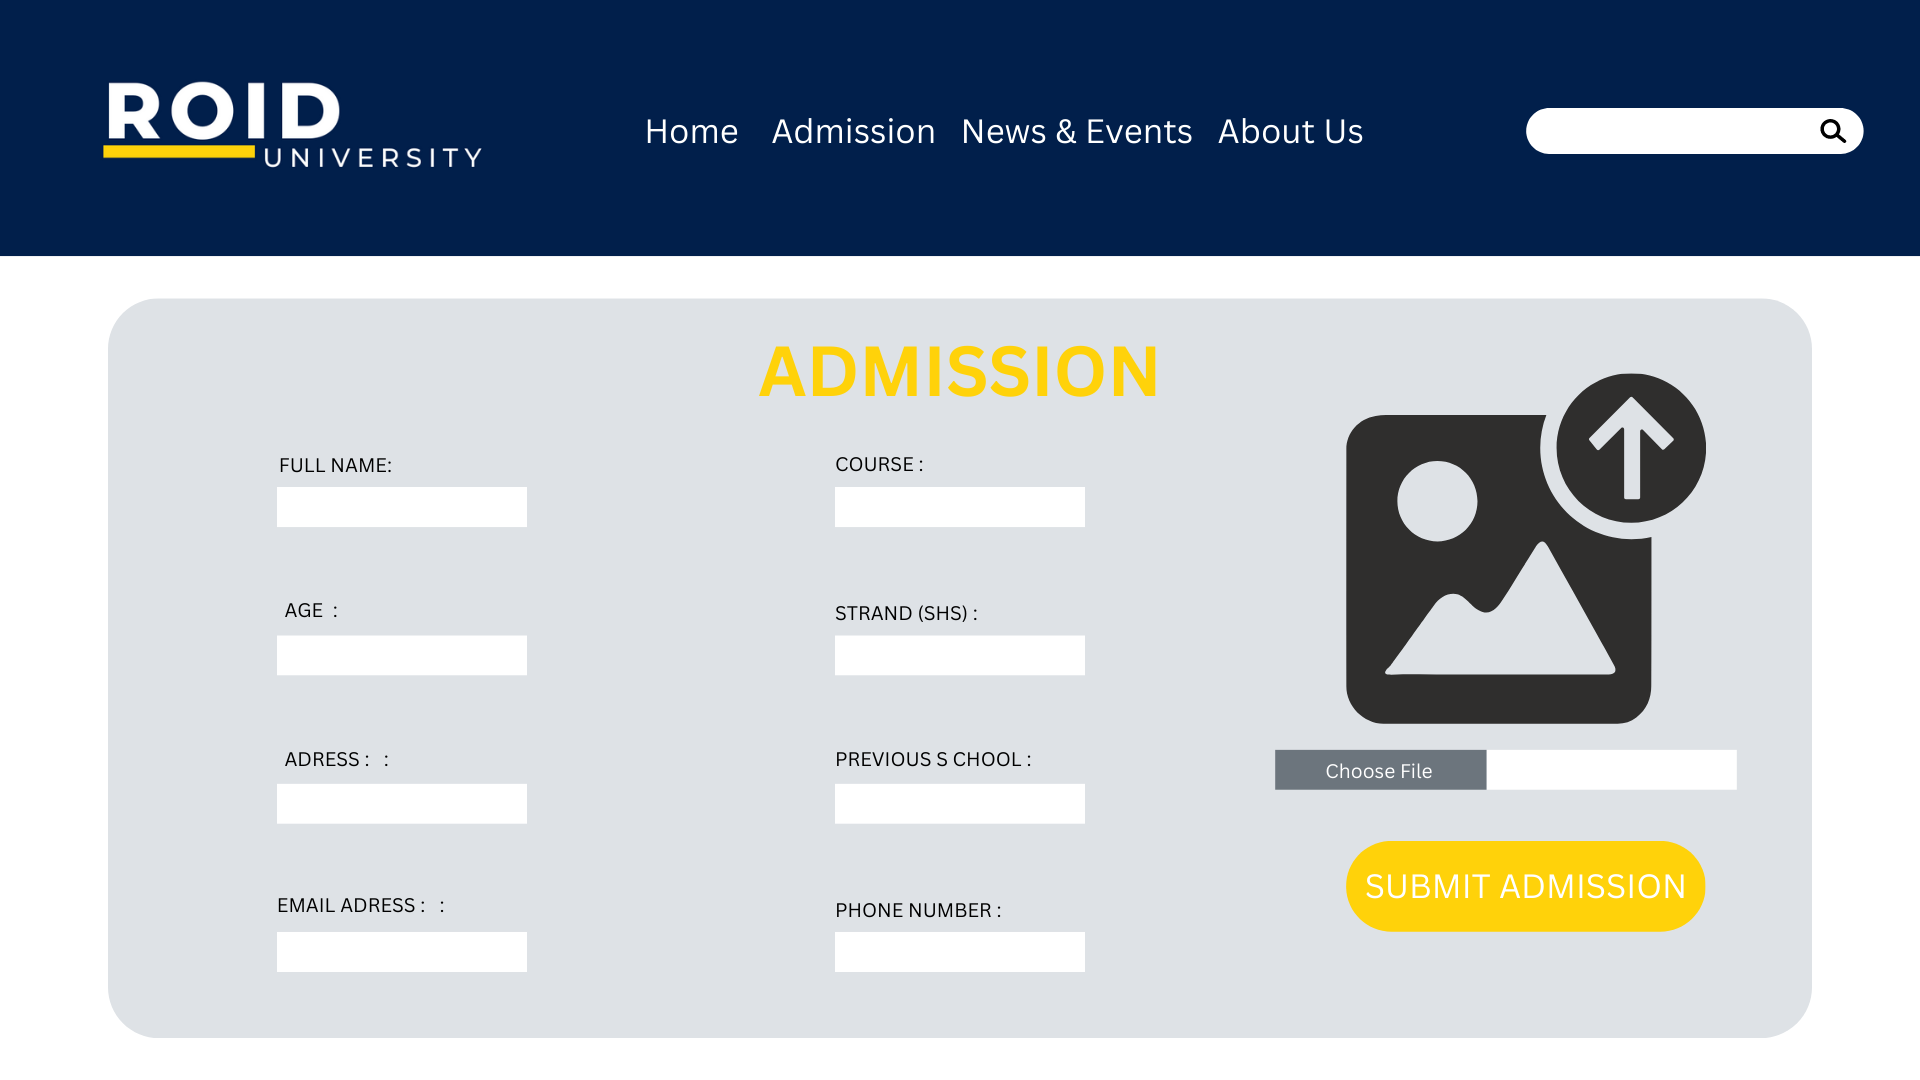 ROID
UNIVERSITY
Home Admission News & Events About Us
ADMISSION
FULL NAME:
COURSE :
AGE  :
STRAND (SHS) :
ADRESS :   :
PREVIOUS S CHOOL :
Choose File
SUBMIT ADMISSION
EMAIL ADRESS :   :
PHONE NUMBER :